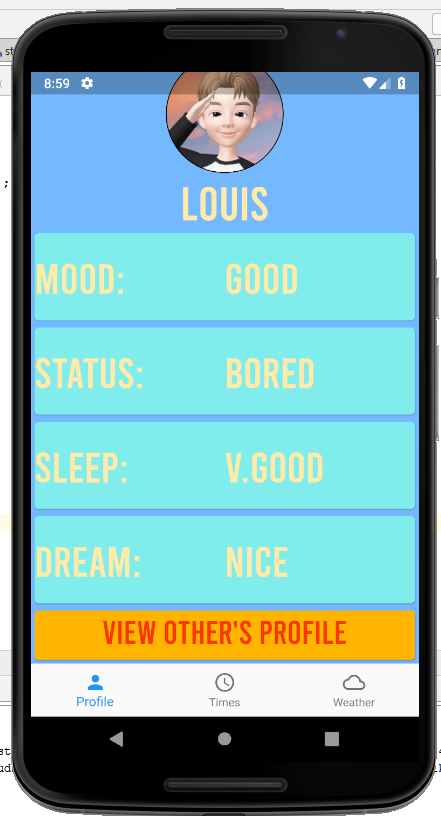 8:59
LOUIS
MOOD: GOOD
STATUS: BORED
SLEEP: V.GOOD
DREAM: NICE
VIEW OTHER'S PROFILE
Profile Times Weather